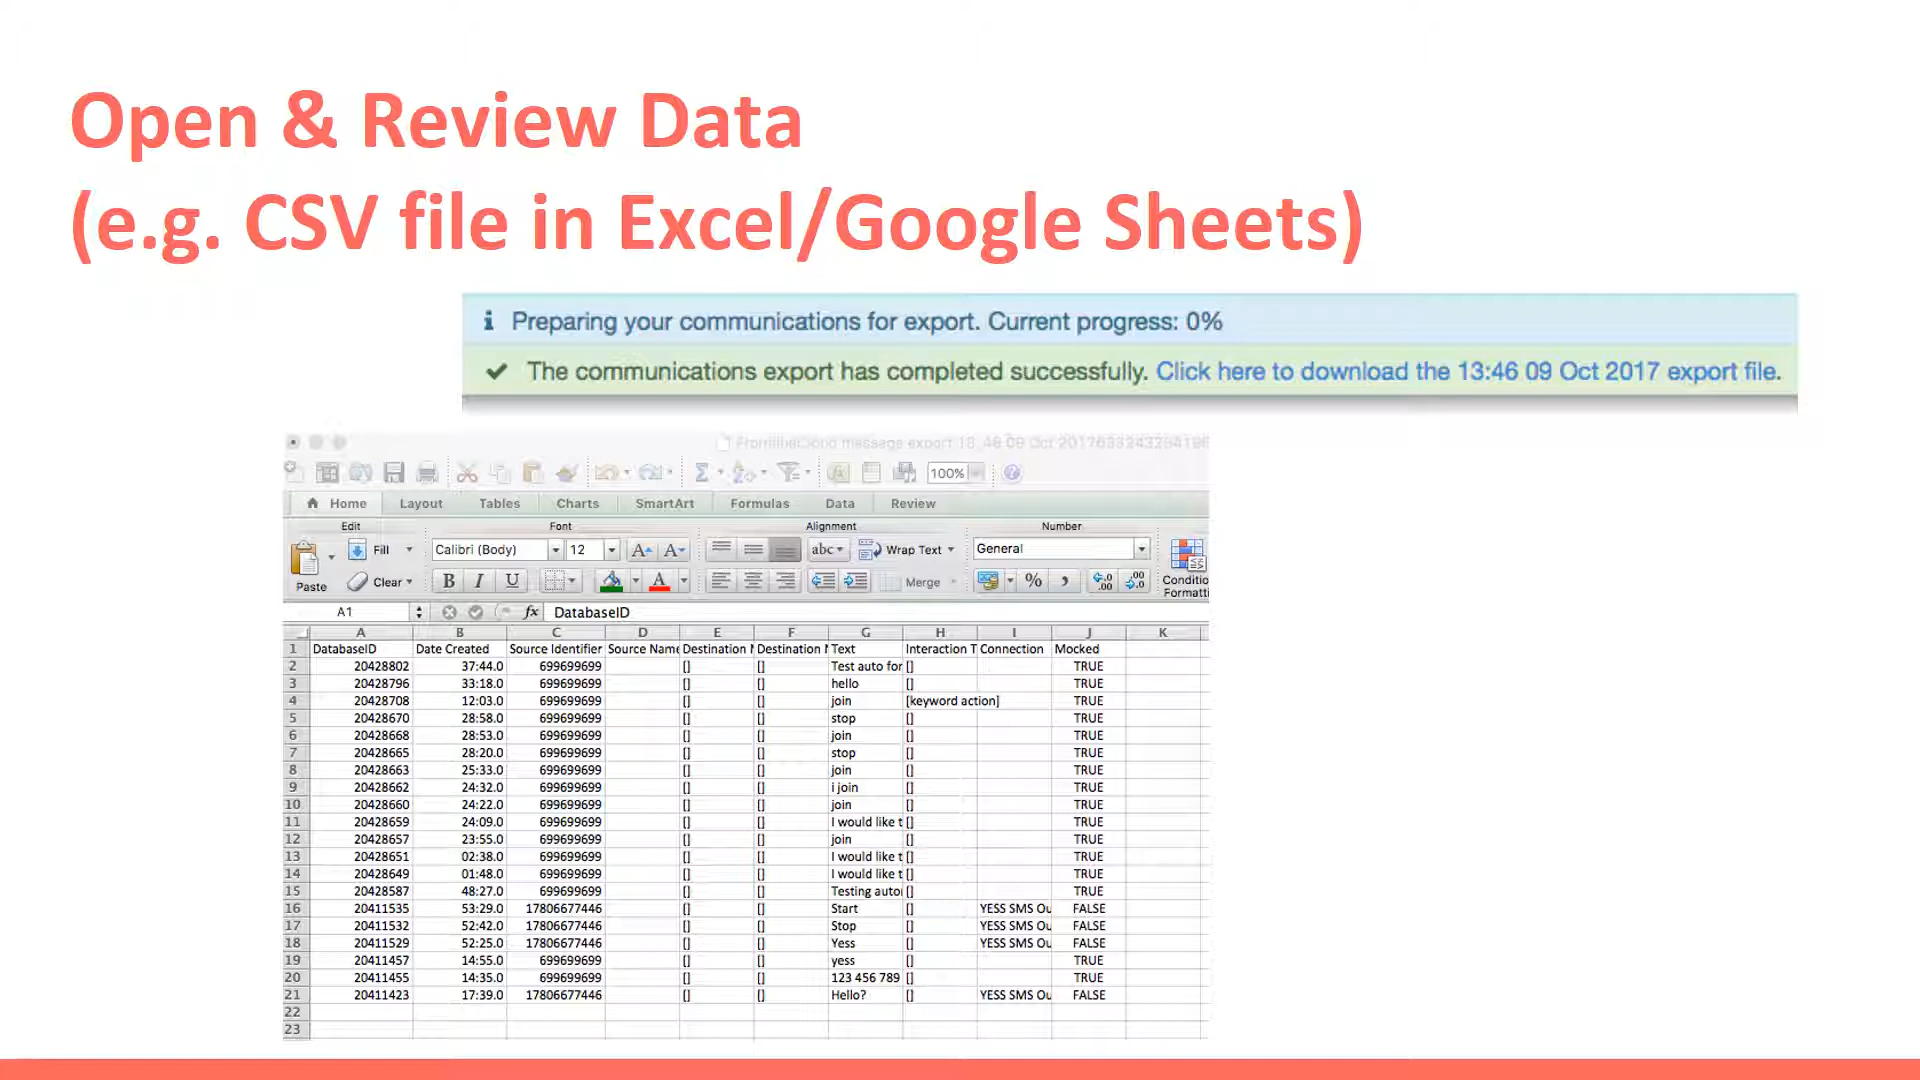 Open & Review Data
(e.g. CSV file in Excel/Google Sheets)
Preparing your communications for export. Current progress: 0%
The communications export has completed successfully. Click here to download the 13:46 09 Oct 2017 export file.
100%
Home Layout Tables Charts SmartArt Formulas Data Review
Edit Font Alignment Number
Fill Calibri (Body) 12 A A abc Wrap Text General
Paste Clear B I U A Merge % , Conditio
Formatti
A1 fx DatabaseID
A B C D E F G H I J K
1 DatabaseID Date Created Source Identifier Source Name Destination Destination Text Interaction T Connection Mocked
2 20428802 37:44.0 699699699 [] [] Test auto for [] TRUE
3 20428796 33:18.0 699699699 [] [] hello [] TRUE
4 20428708 12:03.0 699699699 [] [] join [keyword action] TRUE
5 20428670 28:58.0 699699699 [] [] stop [] TRUE
6 20428668 28:53.0 699699699 [] [] join [] TRUE
7 20428665 28:20.0 699699699 [] [] stop [] TRUE
8 20428663 25:33.0 699699699 [] [] join [] TRUE
9 20428662 24:32.0 699699699 [] [] i join [] TRUE
10 20428660 24:22.0 699699699 [] [] join [] TRUE
11 20428659 24:09.0 699699699 [] [] I would like t [] TRUE
12 20428657 23:55.0 699699699 [] [] join [] TRUE
13 20428651 02:38.0 699699699 [] [] I would like t [] TRUE
14 20428649 01:48.0 699699699 [] [] I would like t [] TRUE
15 20428587 48:27.0 699699699 [] [] Testing auto [] TRUE
16 20411535 53:29.0 17806677446 [] [] Start [] YESS SMS Ou FALSE
17 20411532 52:42.0 17806677446 [] [] Stop [] YESS SMS Ou FALSE
18 20411529 52:25.0 17806677446 [] [] Yess [] YESS SMS Ou FALSE
19 20411457 14:55.0 699699699 [] [] yess [] TRUE
20 20411455 14:35.0 699699699 [] [] 123 456 789 [] TRUE
21 20411423 17:39.0 17806677446 [] [] Hello? [] YESS SMS Ou FALSE
22
23